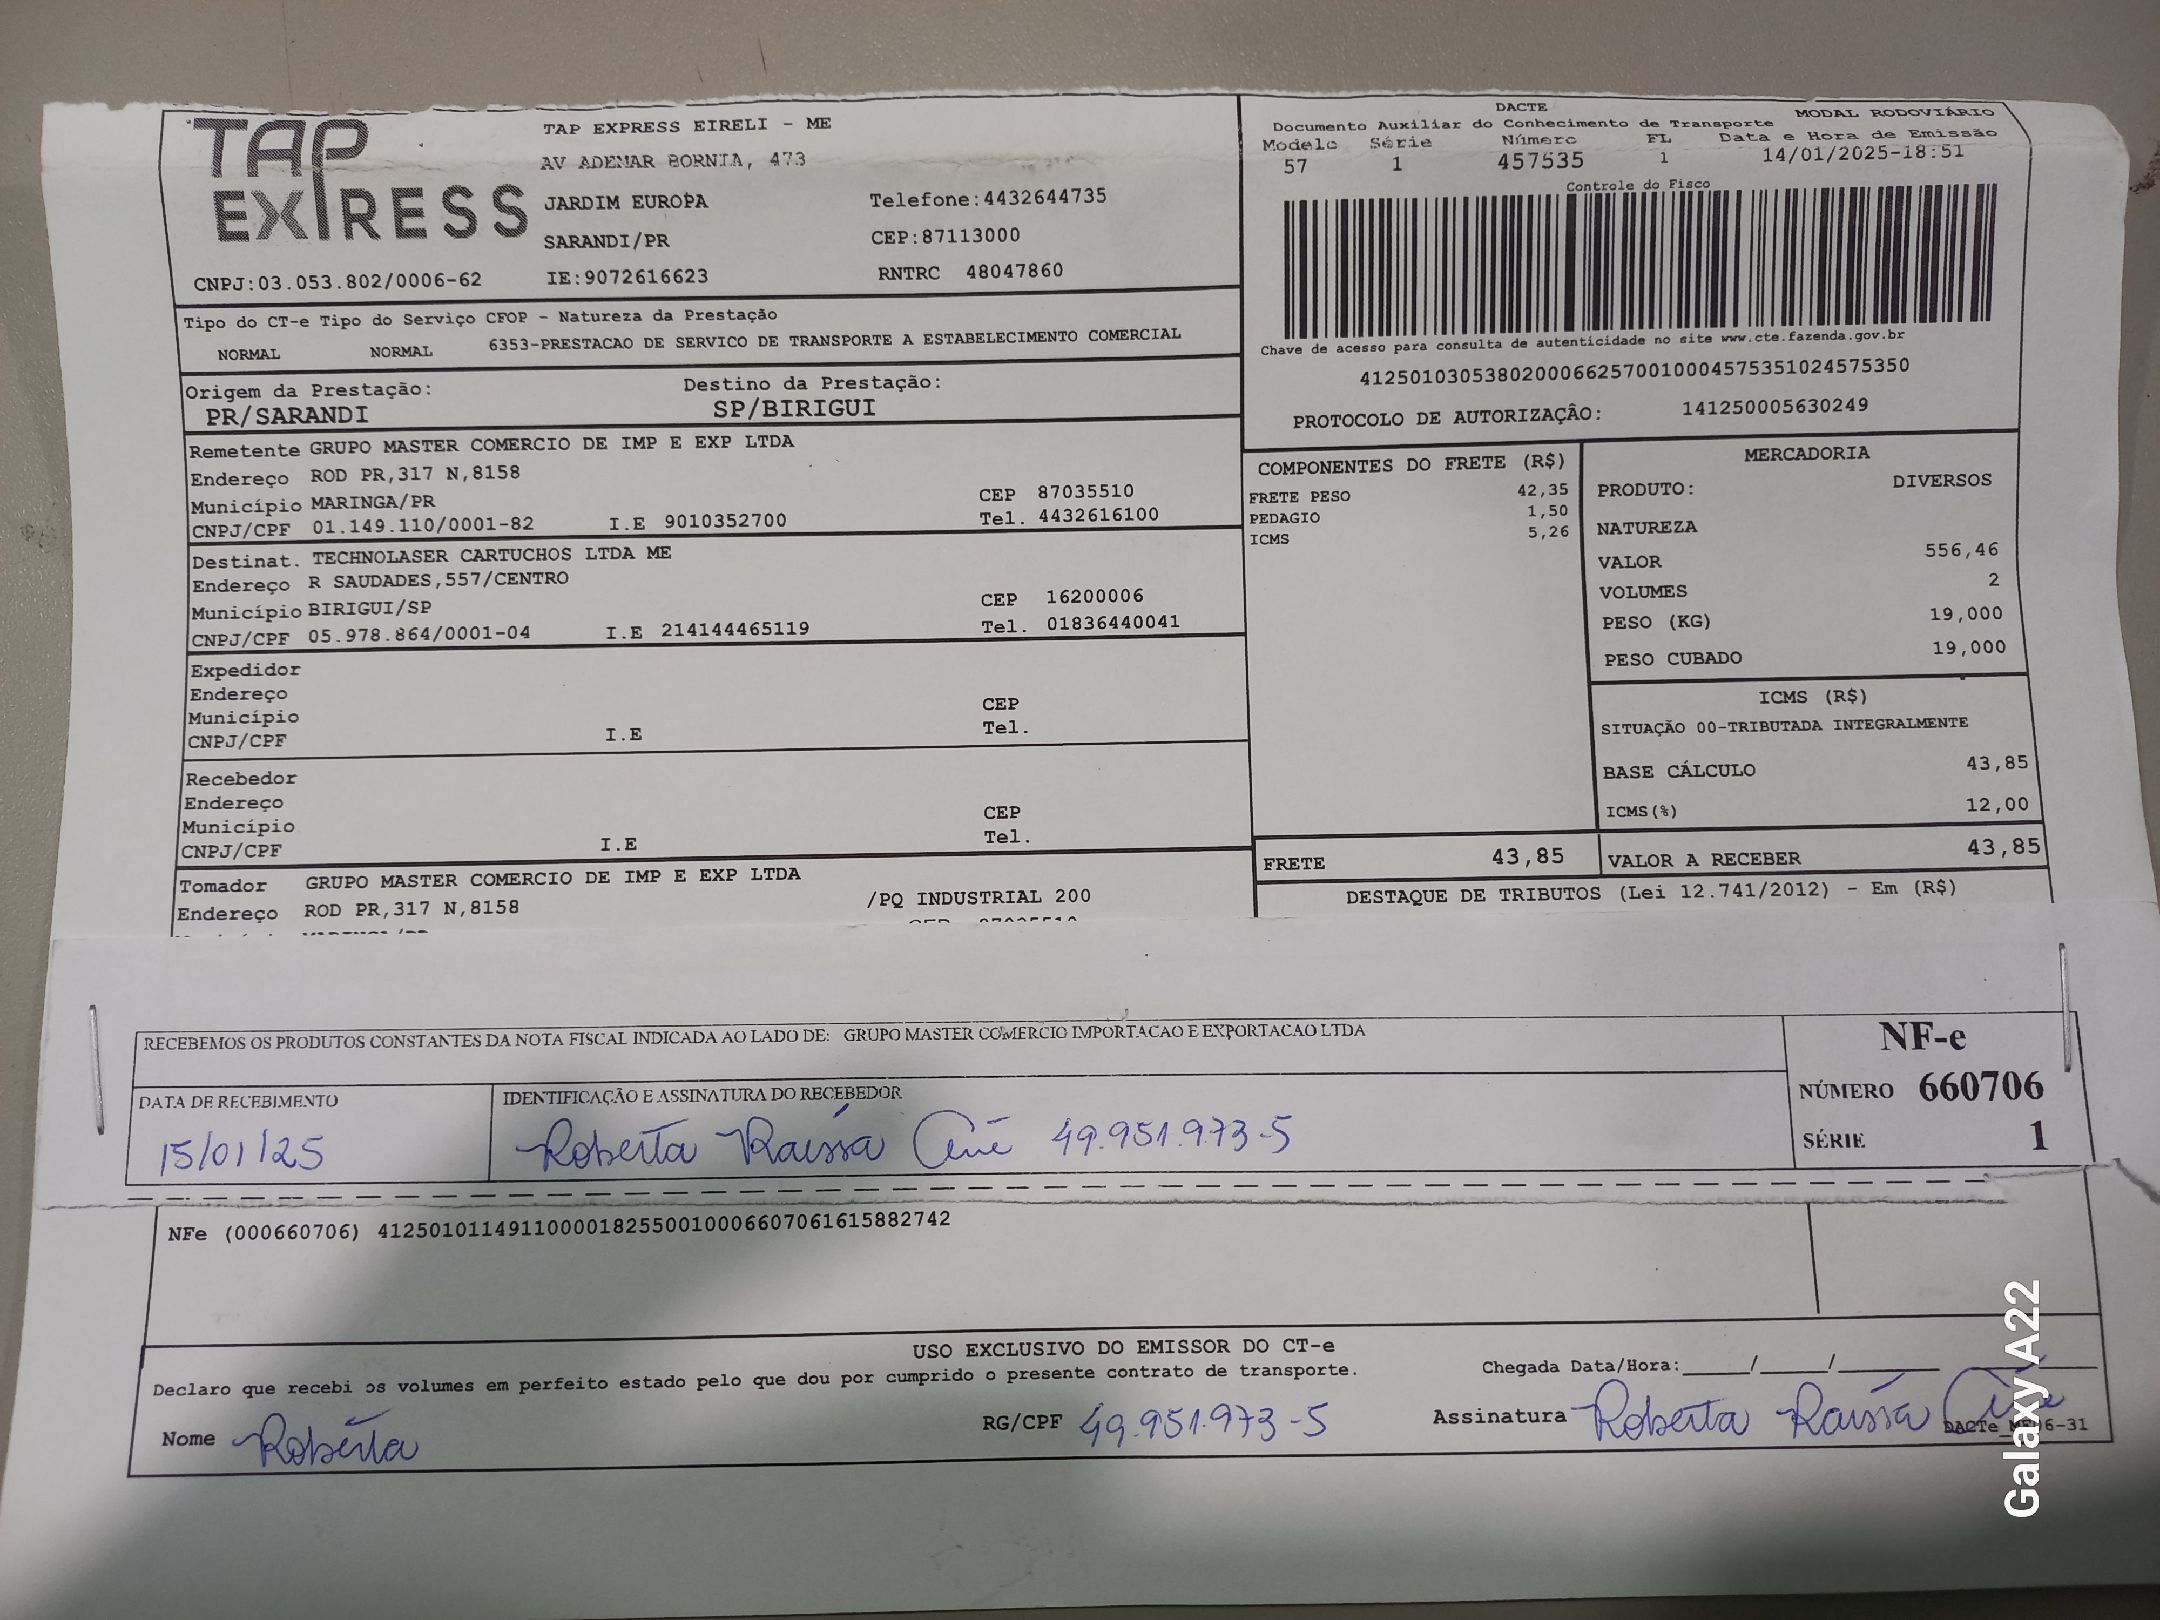 TAP EXPRESS
TAP EXPRESS EIRELI - ME
AV ADEMAR BORNIA, 473
JARDIM EUROPA Telefone:4432644735
SARANDI/PR CEP:87113000
CNPJ:03.053.802/0006-62 IE:9072616623 RNTRC 48047860
DACTE MODAL RODOVIÁRIO
Documento Auxiliar do Conhecimento de Transporte
Modelo Série Número FL Data e Hora de Emissão
57 1 457535 1 14/01/2025-18:51
Controle do Fisco
Chave de acesso para consulta de autenticidade no site www.cte.fazenda.gov.br
41250103053802000662570010004575351024575350
PROTOCOLO DE AUTORIZAÇÂO: 141250005630249
Tipo do CT-e Tipo do Serviço CFOP - Natureza da Prestação
NORMAL NORMAL 6353-PRESTACAO DE SERVICO DE TRANSPORTE A ESTABELECIMENTO COMERCIAL
Origem da Prestação: Destino da Prestação:
PR/SARANDI SP/BIRIGUI
Remetente GRUPO MASTER COMERCIO DE IMP E EXP LTDA
Endereço ROD PR,317 N,8158
Município MARINGA/PR CEP 87035510
CNPJ/CPF 01.149.110/0001-82 I.E 9010352700 Tel. 4432616100
Destinat. TECHNOLASER CARTUCHOS LTDA ME
Endereço R SAUDADES,557/CENTRO
Município BIRIGUI/SP CEP 16200006
CNPJ/CPF 05.978.864/0001-04 I.E 214144465119 Tel. 01836440041
Expedidor
Endereço
Município CEP
CNPJ/CPF I.E Tel.
Recebedor
Endereço
Município CEP
CNPJ/CPF I.E Tel.
Tomador GRUPO MASTER COMERCIO DE IMP E EXP LTDA
Endereço ROD PR,317 N,8158 /PQ INDUSTRIAL 200
COMPONENTES DO FRETE (R$)
FRETE PESO 42,35
PEDAGIO 1,50
ICMS 5,26
MERCADORIA
PRODUTO: DIVERSOS
NATUREZA
VALOR 556,46
VOLUMES 2
PESO (KG) 19,000
PESO CUBADO 19,000
ICMS (R$)
SITUAÇÃO 00-TRIBUTADA INTEGRALMENTE
BASE CÁLCULO 43,85
ICMS(%) 12,00
FRETE 43,85 VALOR A RECEBER 43,85
DESTAQUE DE TRIBUTOS (Lei 12.741/2012) - Em (R$)
RECEBEMOS OS PRODUTOS CONSTANTES DA NOTA FISCAL INDICADA AO LADO DE: GRUPO MASTER COMERCIO IMPORTACAO E EXPORTACAO LTDA
NF-e
NÚMERO 660706
SÉRIE 1
DATA DE RECEBIMENTO IDENTIFICAÇÃO E ASSINATURA DO RECEBEDOR
15/01/25 Roberta Raissa 49.951.973-5
NFe (000660706) 41250101149110000182550010006607061615882742
USO EXCLUSIVO DO EMISSOR DO CT-e
Declaro que recebi os volumes em perfeito estado pelo que dou por cumprido o presente contrato de transporte. Chegada Data/Hora:_____/_____/_____
Nome Roberta RG/CPF 49.951.973-5 Assinatura Roberta Raissa
Galaxy A22